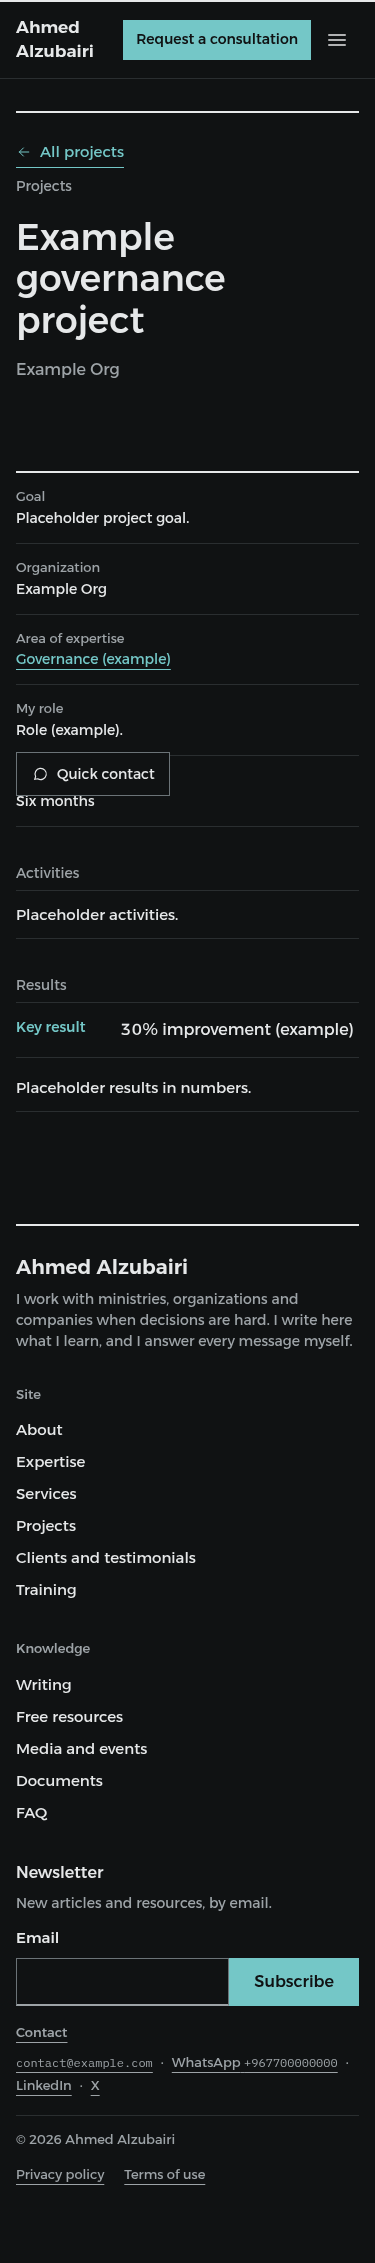 Ahmed
Alzubairi
Request a consultation
All projects
Projects
Example
governance
project
Example Org
Goal
Placeholder project goal.
Organization
Example Org
Area of expertise
Governance (example)
My role
Role (example).
Quick contact
Six months
Activities
Placeholder activities.
Results
Key result 30% improvement (example)
Placeholder results in numbers.
Ahmed Alzubairi
I work with ministries, organizations and
companies when decisions are hard. I write here
what I learn, and I answer every message myself.
Site
About
Expertise
Services
Projects
Clients and testimonials
Training
Knowledge
Writing
Free resources
Media and events
Documents
FAQ
Newsletter
New articles and resources, by email.
Email
Subscribe
Contact
contact@example.com · WhatsApp +967700000000 ·
LinkedIn · X
© 2026 Ahmed Alzubairi
Privacy policy Terms of use